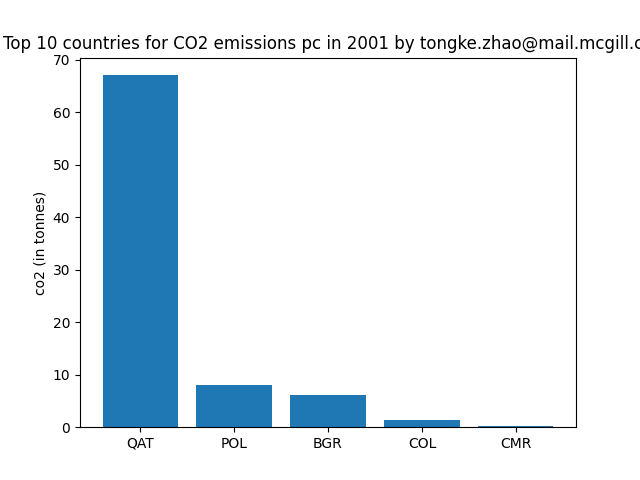 Top 10 countries for CO2 emissions pc in 2001 by tongke.zhao@mail.mcgill.c
70
60
50
40
30
20
10
0
co2 (in tonnes)
QAT POL BGR COL CMR